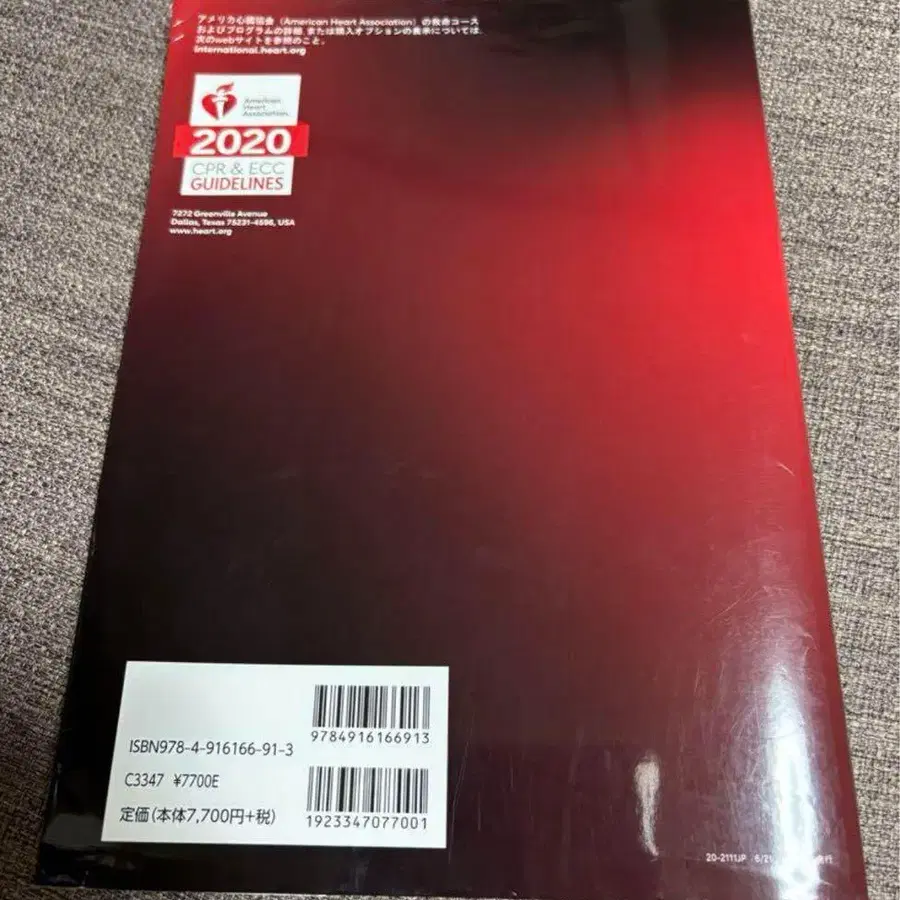 アメリカ心臓協会（American Heart Association）の救命コース
およびプログラムの詳細、または購入オプションの表示については、
次のwebサイトを参照のこと。
international.heart.org
American
Heart
Association
2020
CPR & ECC
GUIDELINES
7272 Greenville Avenue
Dallas, Texas 75231-4596, USA
www.heart.org
ISBN978-4-916166-91-3
9784916166913
C3347 ¥7700E
定価(本体7,700円+税)
1923347077001
20-2111JP 6/21 発行